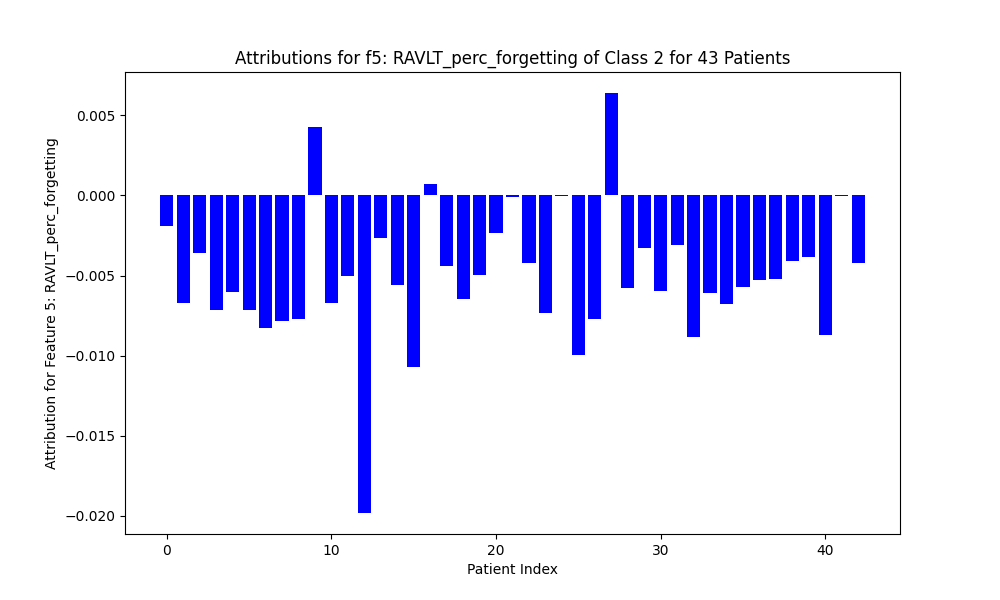 Attributions for f5: RAVLT_perc_forgetting of Class 2 for 43 Patients
Attribution for Feature 5: RAVLT_perc_forgetting
0.005
0.000
−0.005
−0.010
−0.015
−0.020
0 10 20 30 40
Patient Index